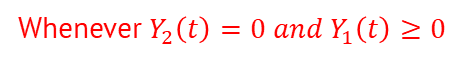 Whenever Y₂(t) = 0 and Y₁(t) ≥ 0